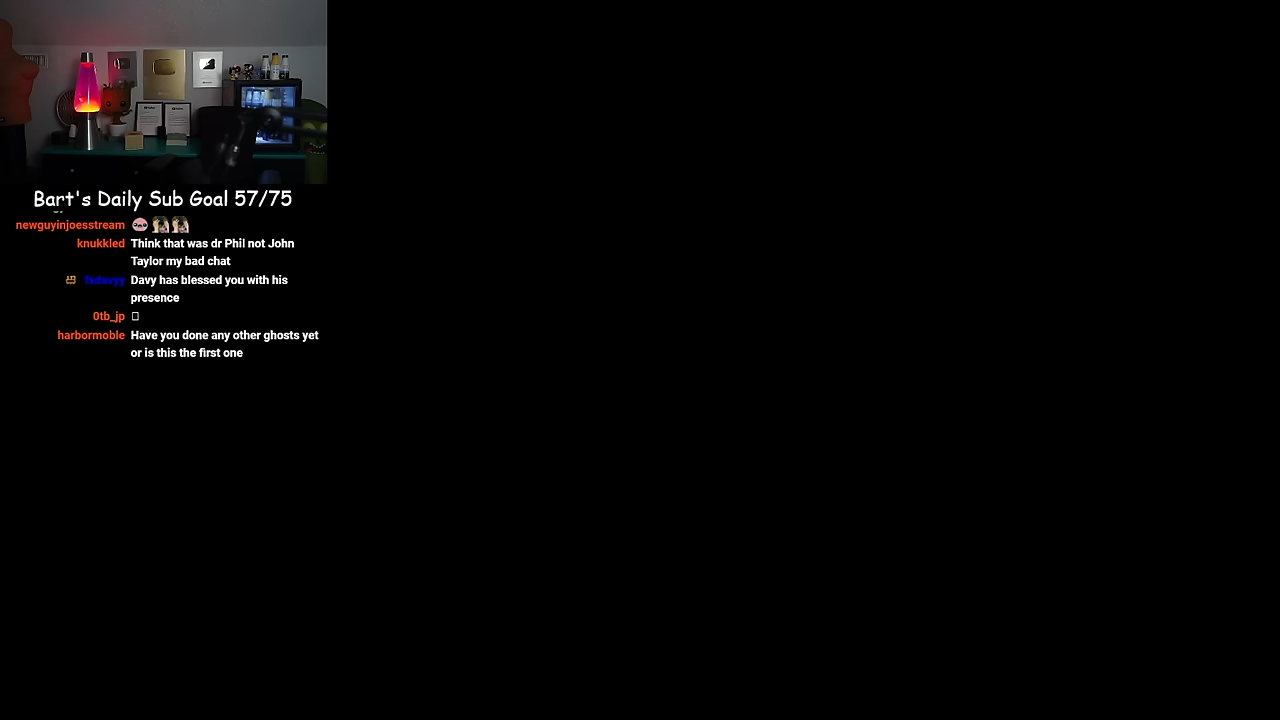 Bart's Daily Sub Goal 57/75
newguyinjoesstream
knukkled Think that was dr Phil not John
Taylor my bad chat
fsdavyy Davy has blessed you with his
presence
0tb_jp
harbormoble Have you done any other ghosts yet
or is this the first one